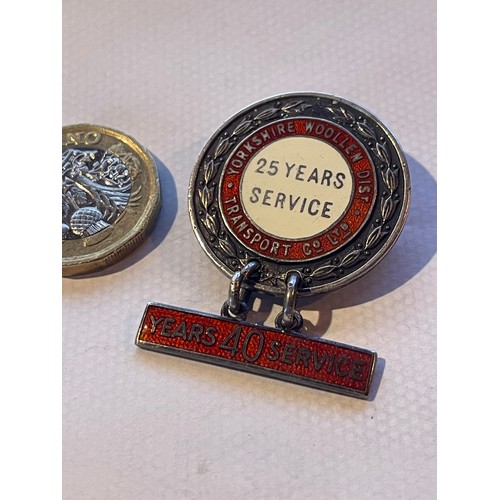 YORKSHIRE WOOLLEN DIST
TRANSPORT CO LTD
25 YEARS
SERVICE
YEARS 40 SERVICE